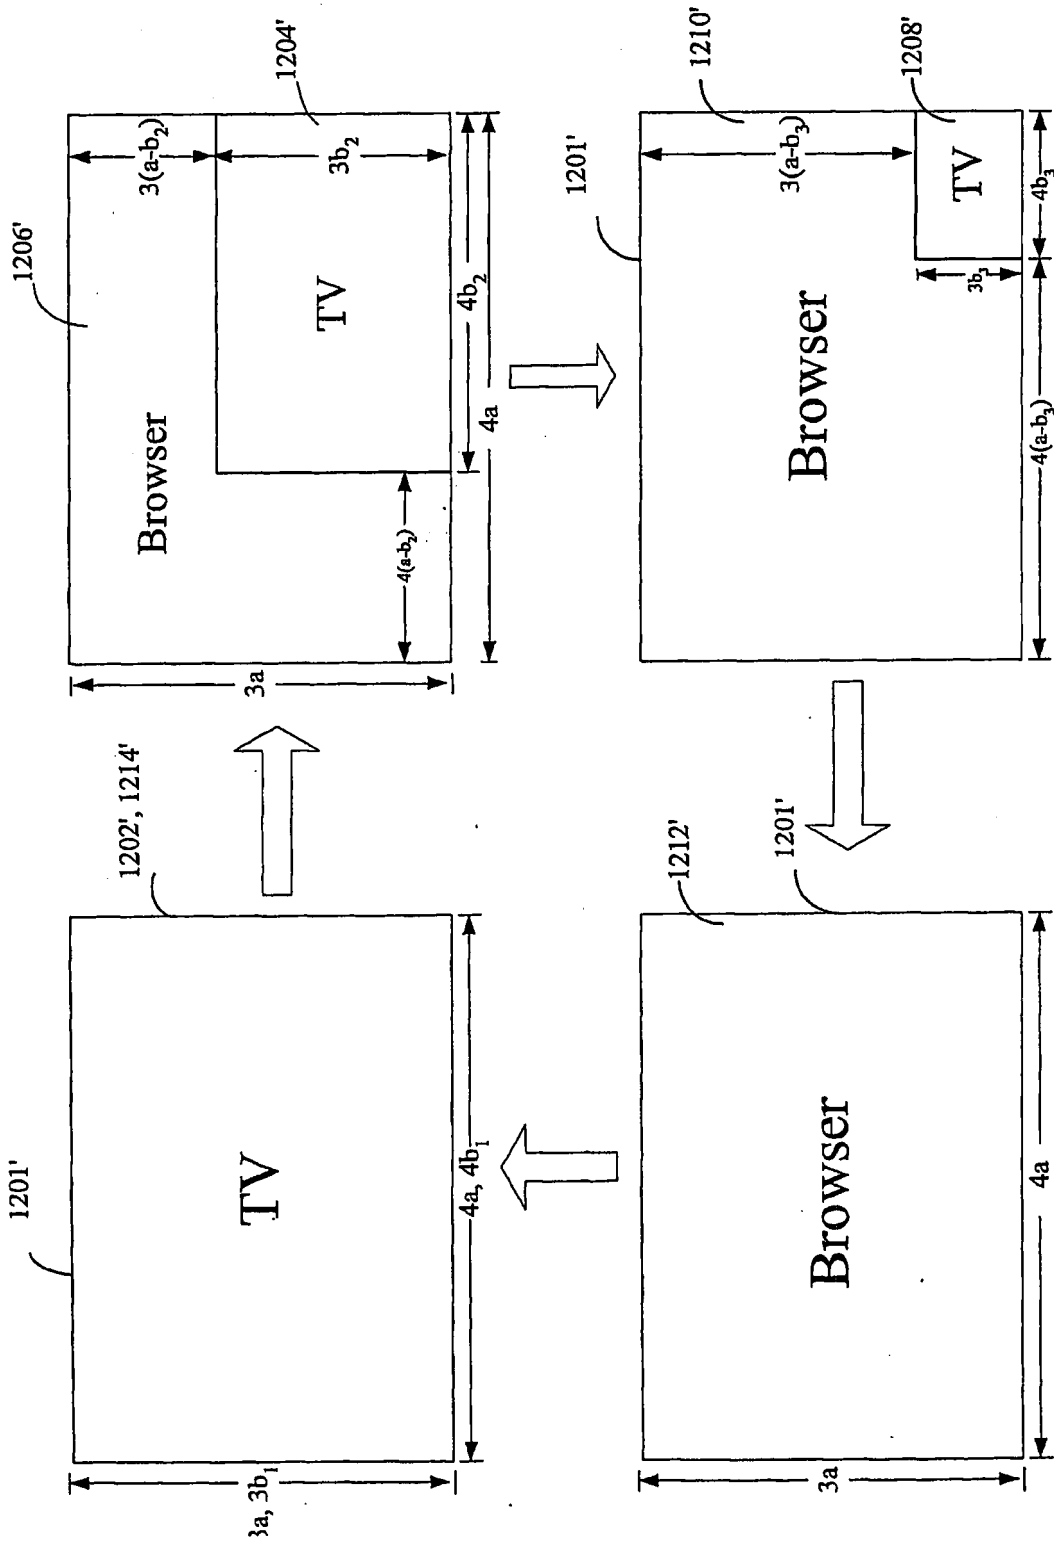 1201'
TV
3a, 3b₁
4a, 4b₁
1202', 1214'
1206'
Browser
TV
1204'
3(a-b₂)
3b₂
3a
4(a-b₂)
4b₂
4a
1201'
Browser
TV
1210'
1208'
3(a-b₃)
3b₃
4(a-b₃)
4b₃
1212'
1201'
Browser
3a
4a